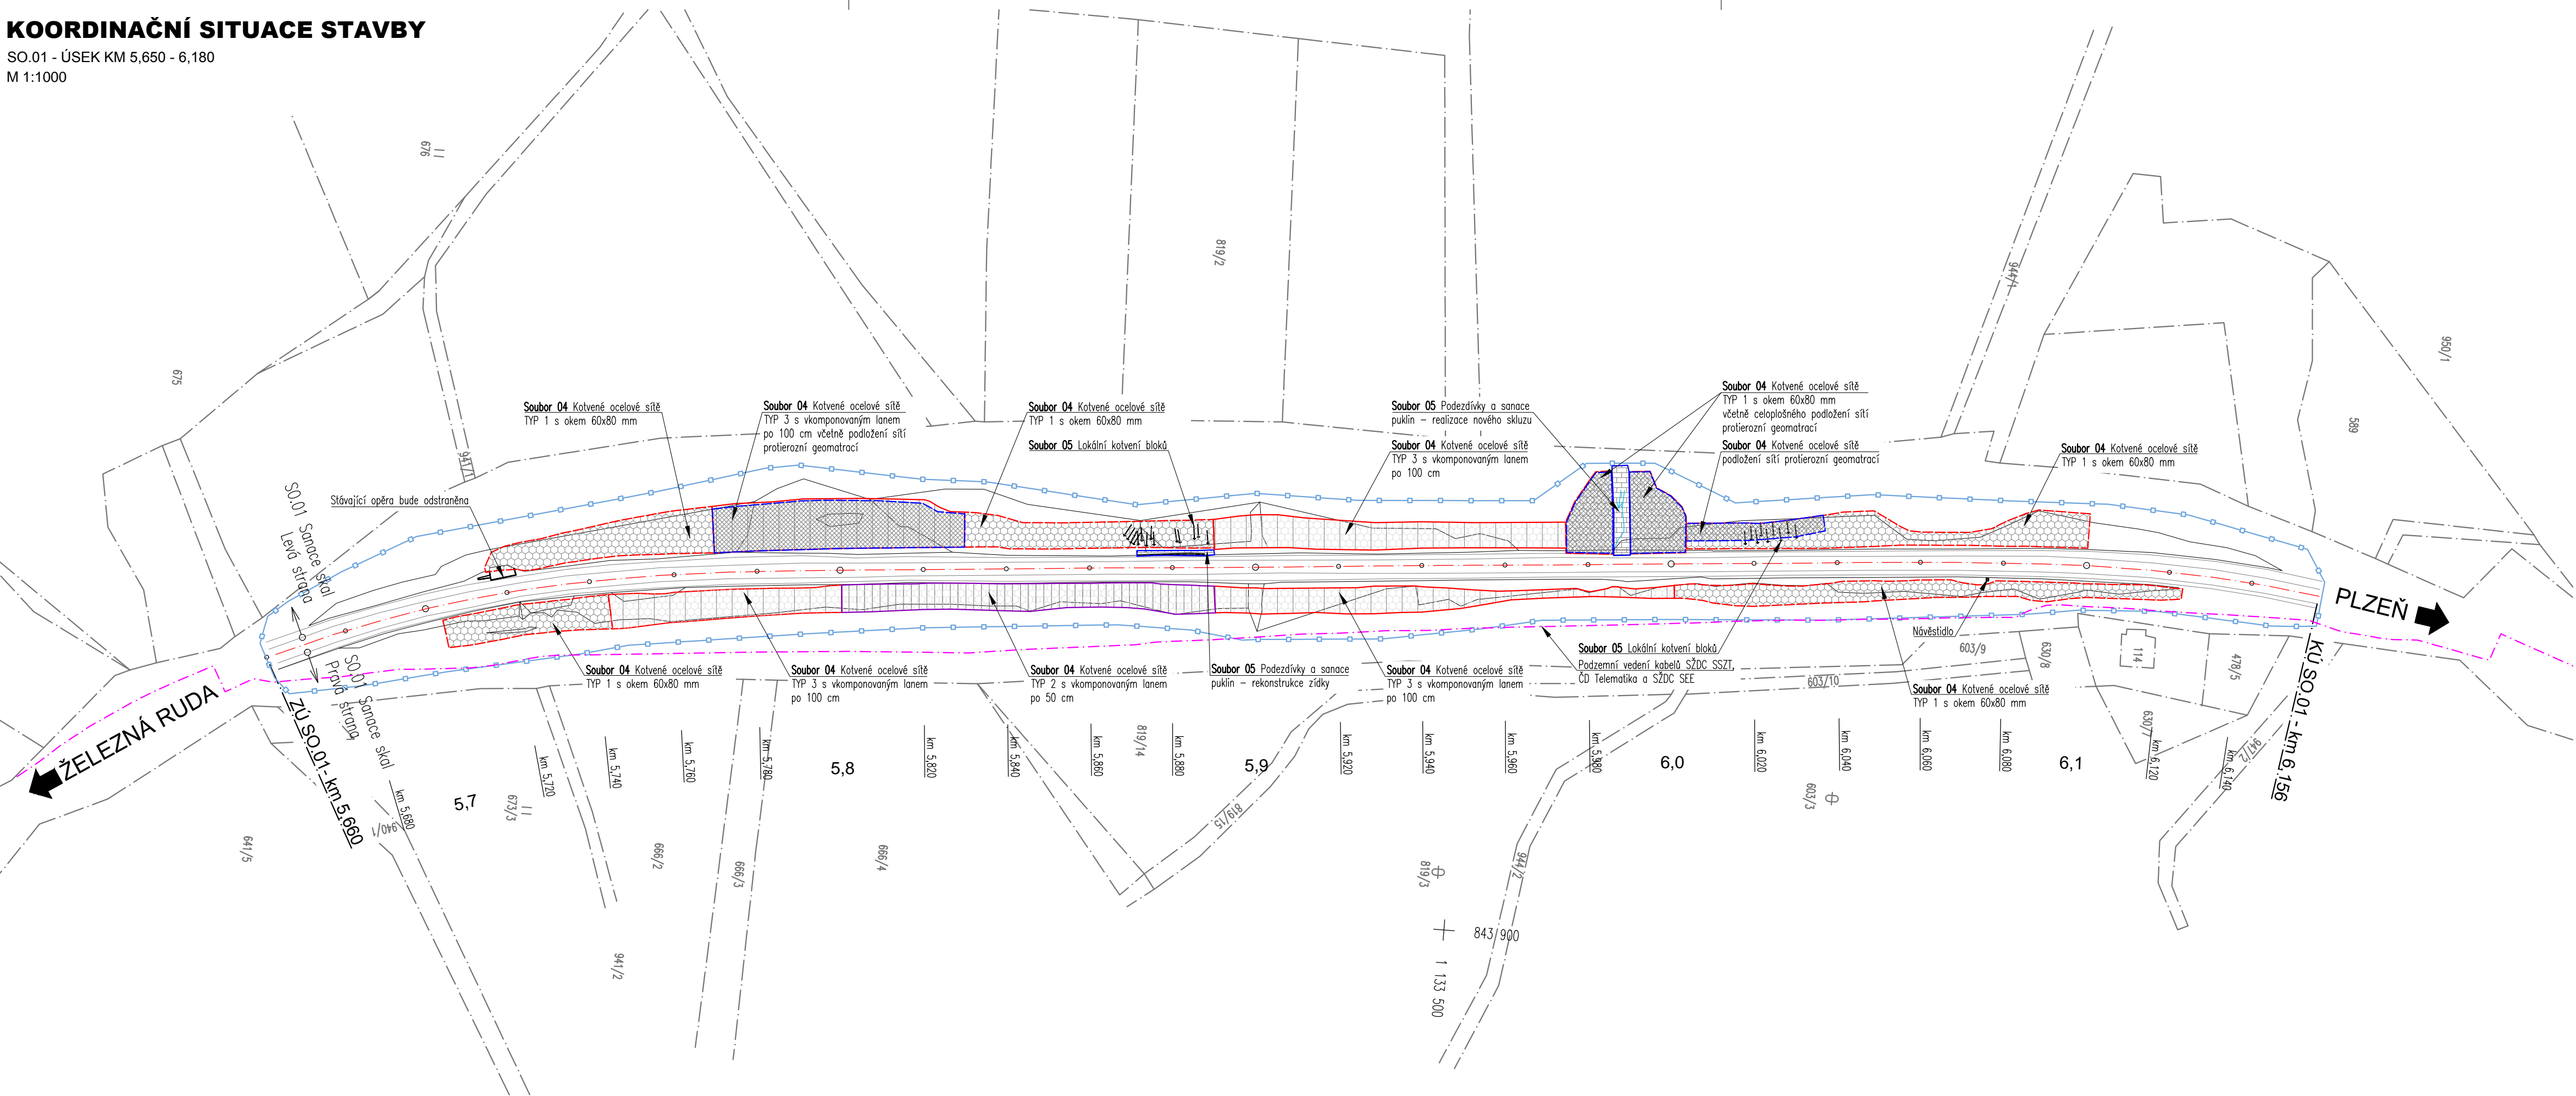 KOORDINAČNÍ SITUACE STAVBY
SO.01 - ÚSEK KM 5,650 - 6,180
M 1:1000
676
675
819/2
944/1
950/1
589
941/1
Soubor 04 Kotvené ocelové sítě
TYP 1 s okem 60x80 mm
Soubor 04 Kotvené ocelové sítě
TYP 3 s vkomponovaným lanem
po 100 cm včetně podložení sítí
protierozní geomatrací
Soubor 04 Kotvené ocelové sítě
TYP 1 s okem 60x80 mm
Soubor 05 Lokální kotvení bloků
Soubor 05 Podezdívky a sanace
puklin – realizace nového skluzu
Soubor 04 Kotvené ocelové sítě
TYP 3 s vkomponovaným lanem
po 100 cm
Soubor 04 Kotvené ocelové sítě
TYP 1 s okem 60x80 mm
včetně celoplošného podložení sítí
protierozní geomatrací
Soubor 04 Kotvené ocelové sítě
podložení sítí protierozní geomatrací
Soubor 04 Kotvené ocelové sítě
TYP 1 s okem 60x80 mm
Stávající opěra bude odstraněna
SO.01 Sanace skal
Levá strana
SO.01 Sanace skal
Pravá strana
ŽELEZNÁ RUDA
PLZEŇ
ZÚ SO.01- km 5,660
KÚ SO.01 - km 6,156
Soubor 04 Kotvené ocelové sítě
TYP 1 s okem 60x80 mm
Soubor 04 Kotvené ocelové sítě
TYP 3 s vkomponovaným lanem
po 100 cm
Soubor 04 Kotvené ocelové sítě
TYP 2 s vkomponovaným lanem
po 50 cm
Soubor 05 Podezdívky a sanace
puklin – rekonstrukce zídky
Soubor 04 Kotvené ocelové sítě
TYP 3 s vkomponovaným lanem
po 100 cm
Soubor 05 Lokální kotvení bloků
Podzemní vedení kabelů SŽDC SSZT,
ČD Telematika a SŽDC SEE
Návěstidlo
Soubor 04 Kotvené ocelové sítě
TYP 1 s okem 60x80 mm
603/9
630/8
114
478/5
603/10
630/7
947/2
km 5,680
5,7
km 5,720
km 5,740
km 5,760
km 5,780
5,8
km 5,820
km 5,840
km 5,860
819/14
km 5,880
5,9
km 5,920
km 5,940
km 5,960
km 5,980
6,0
km 6,020
km 6,040
km 6,060
km 6,080
6,1
km 6,120
km 6,140
641/5
940/1
673/3
666/2
666/3
666/4
819/15
819/3
944/2
603/3
941/2
843 900
1 133 500